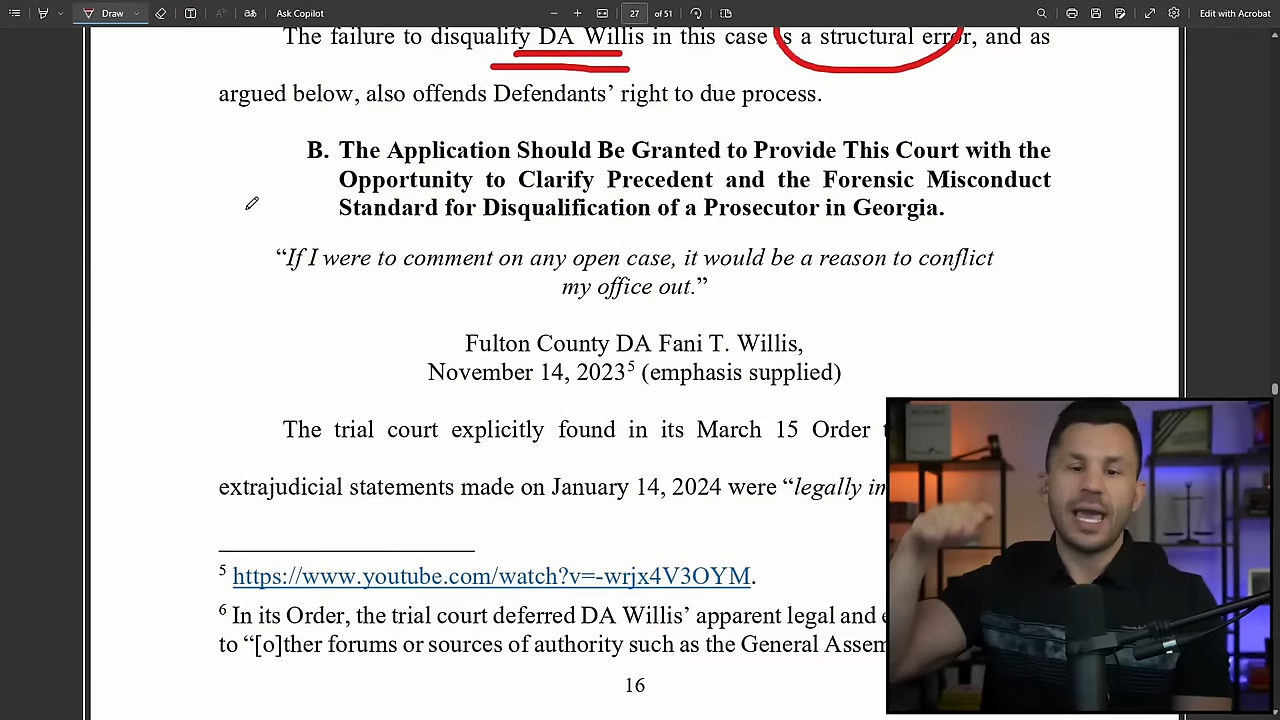 Draw
Ask Copilot
27 of 51
Edit with Acrobat
The failure to disqualify DA Willis in this case is a structural error, and as
argued below, also offends Defendants’ right to due process.
B. The Application Should Be Granted to Provide This Court with the
Opportunity to Clarify Precedent and the Forensic Misconduct
Standard for Disqualification of a Prosecutor in Georgia.
“If I were to comment on any open case, it would be a reason to conflict
my office out.”
Fulton County DA Fani T. Willis,
November 14, 2023⁵ (emphasis supplied)
The trial court explicitly found in its March 15 Order
extrajudicial statements made on January 14, 2024 were “legally
⁵ https://www.youtube.com/watch?v=-wrjx4V3OYM.
⁶ In its Order, the trial court deferred DA Willis’ apparent legal and
to “[o]ther forums or sources of authority such as the General
16